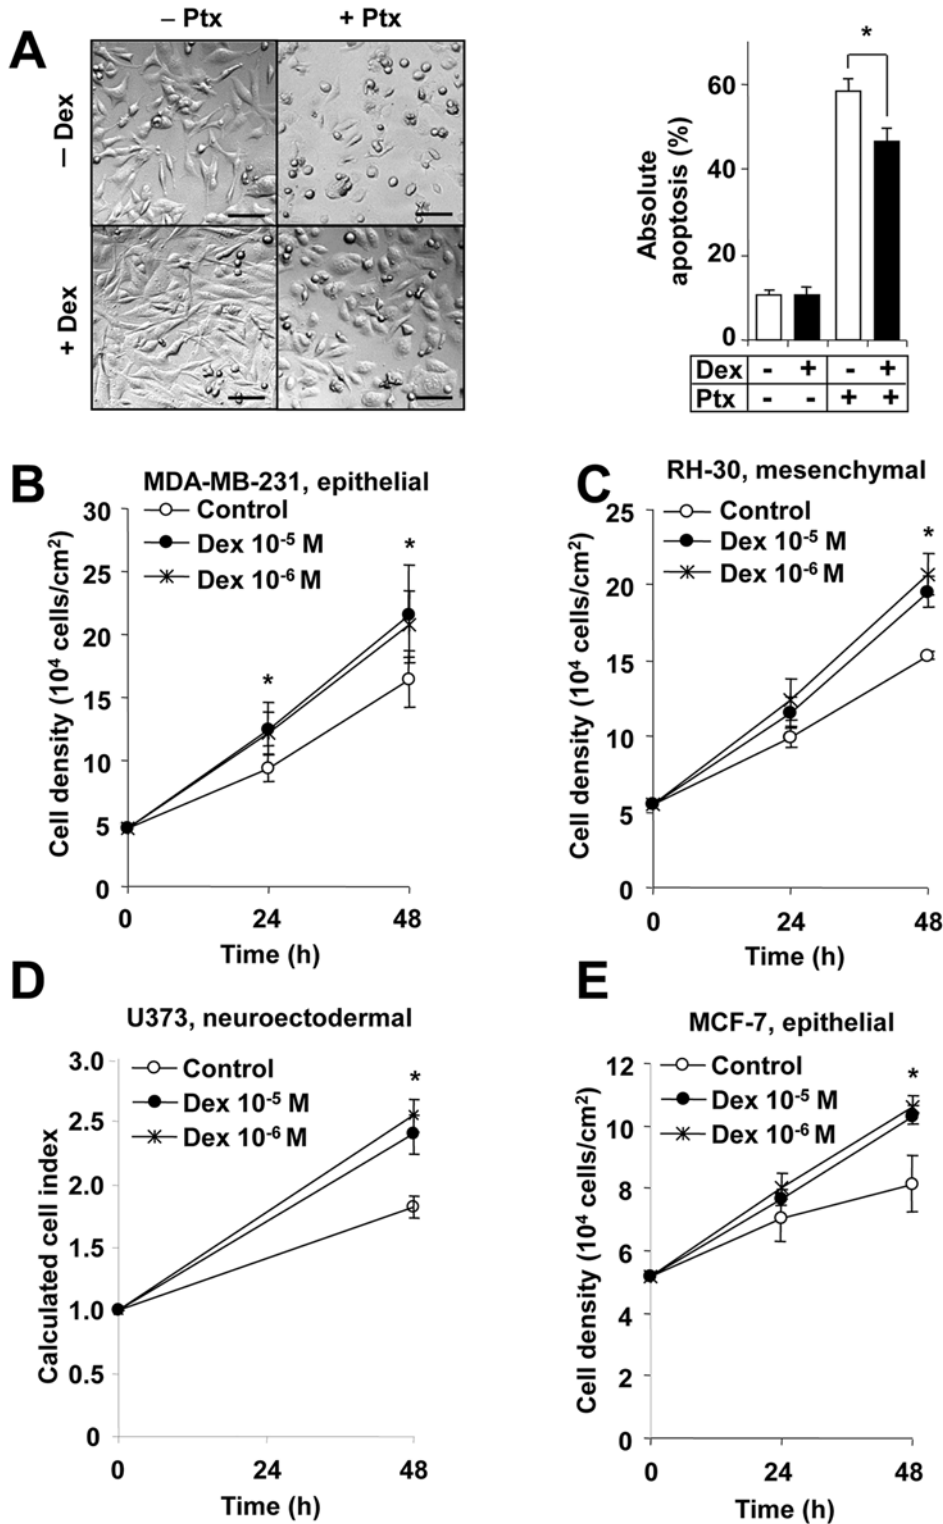 A
– Ptx
+ Ptx
– Dex
+ Dex
*
Absolute
apoptosis (%)
60
40
20
0
Dex - + - +
Ptx - - + +
B
MDA-MB-231, epithelial
Control
Dex 10⁻⁵ M
Dex 10⁻⁶ M
*
*
Cell density (10⁴ cells/cm²)
30
25
20
15
10
5
0
0 24 48
Time (h)
C
RH-30, mesenchymal
Control
Dex 10⁻⁵ M
Dex 10⁻⁶ M
*
Cell density (10⁴ cells/cm²)
25
20
15
10
5
0
0 24 48
Time (h)
D
U373, neuroectodermal
Control
Dex 10⁻⁵ M
Dex 10⁻⁶ M
*
Calculated cell index
3.0
2.5
2.0
1.5
1.0
0.5
0
0 24 48
Time (h)
E
MCF-7, epithelial
Control
Dex 10⁻⁵ M
Dex 10⁻⁶ M
*
Cell density (10⁴ cells/cm²)
12
10
8
6
4
2
0
0 24 48
Time (h)